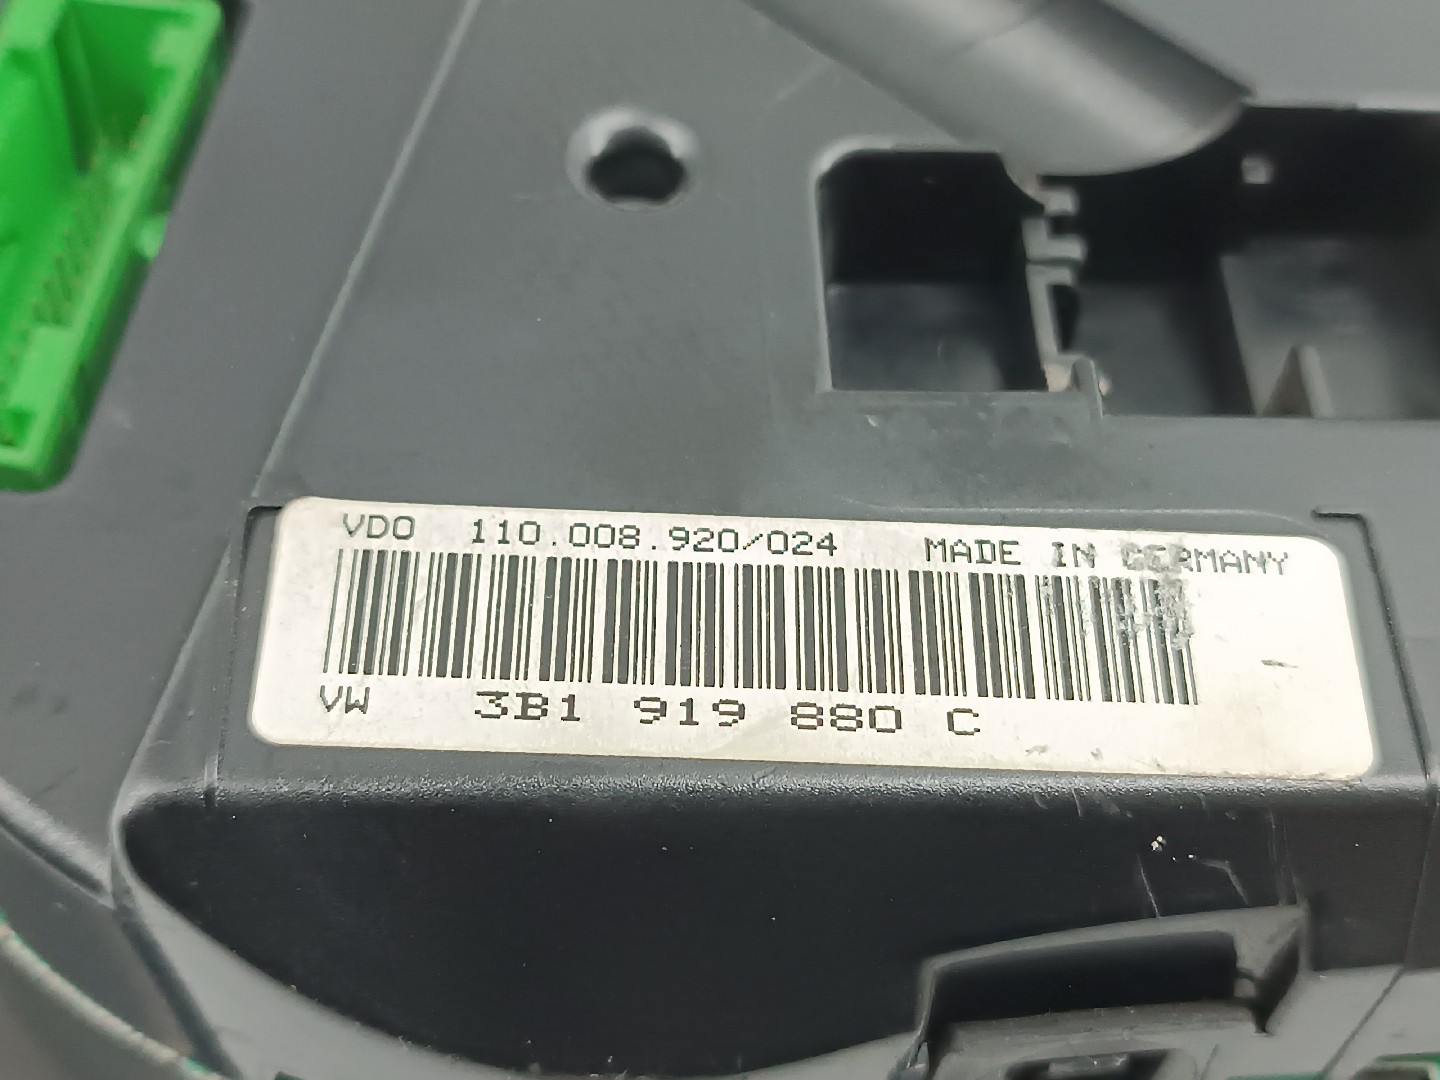 VDO 110.008.920/024 MADE IN GERMANY
VW 3B1 919 880 C